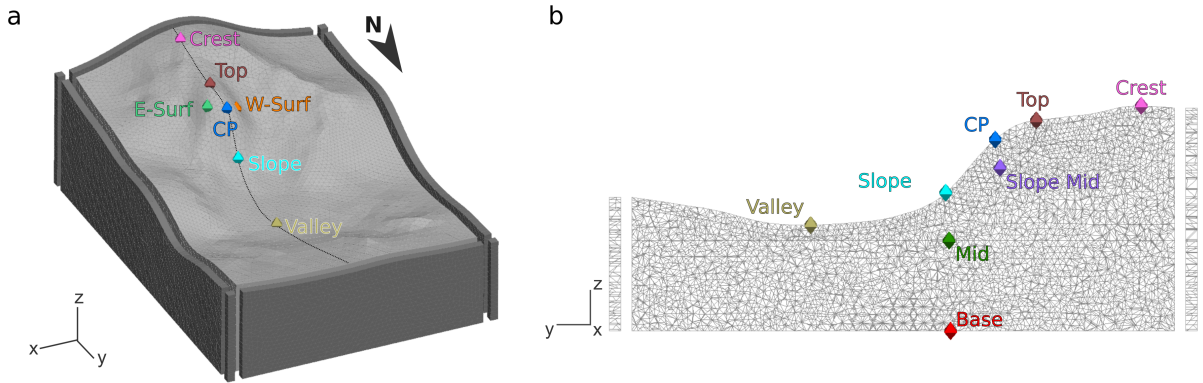 a
N
Crest
Top
E-Surf
W-Surf
CP
Slope
Valley
z
x
y
b
Crest
Top
CP
Slope
Slope Mid
Valley
Mid
Base
z
y
x